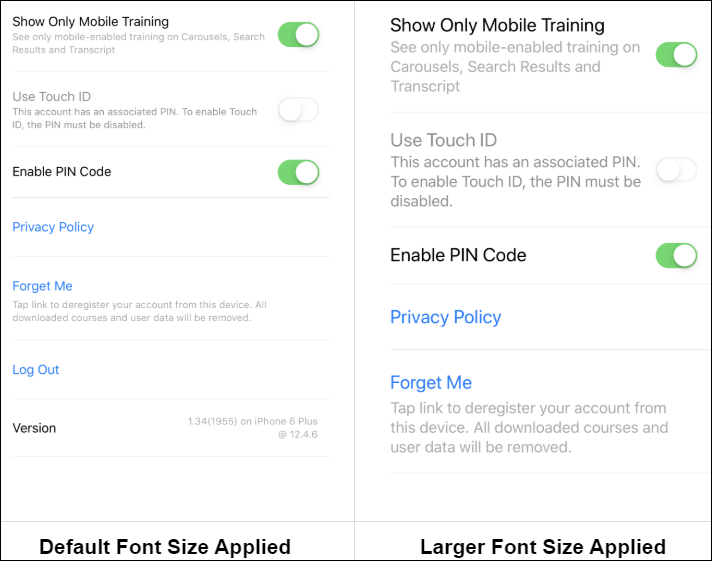 Show Only Mobile Training
See only mobile-enabled training on Carousels, Search
Results and Transcript
Use Touch ID
This account has an associated PIN. To enable Touch
ID, the PIN must be disabled.
Enable PIN Code
Privacy Policy
Forget Me
Tap link to deregister your account from this device. All
downloaded courses and user data will be removed.
Log Out
Version
1.34(1955) on iPhone 6 Plus
@ 12.4.6
Default Font Size Applied
Show Only Mobile Training
See only mobile-enabled training on
Carousels, Search Results and
Transcript
Use Touch ID
This account has an associated PIN.
To enable Touch ID, the PIN must be
disabled.
Enable PIN Code
Privacy Policy
Forget Me
Tap link to deregister your account from
this device. All downloaded courses and
user data will be removed.
Larger Font Size Applied